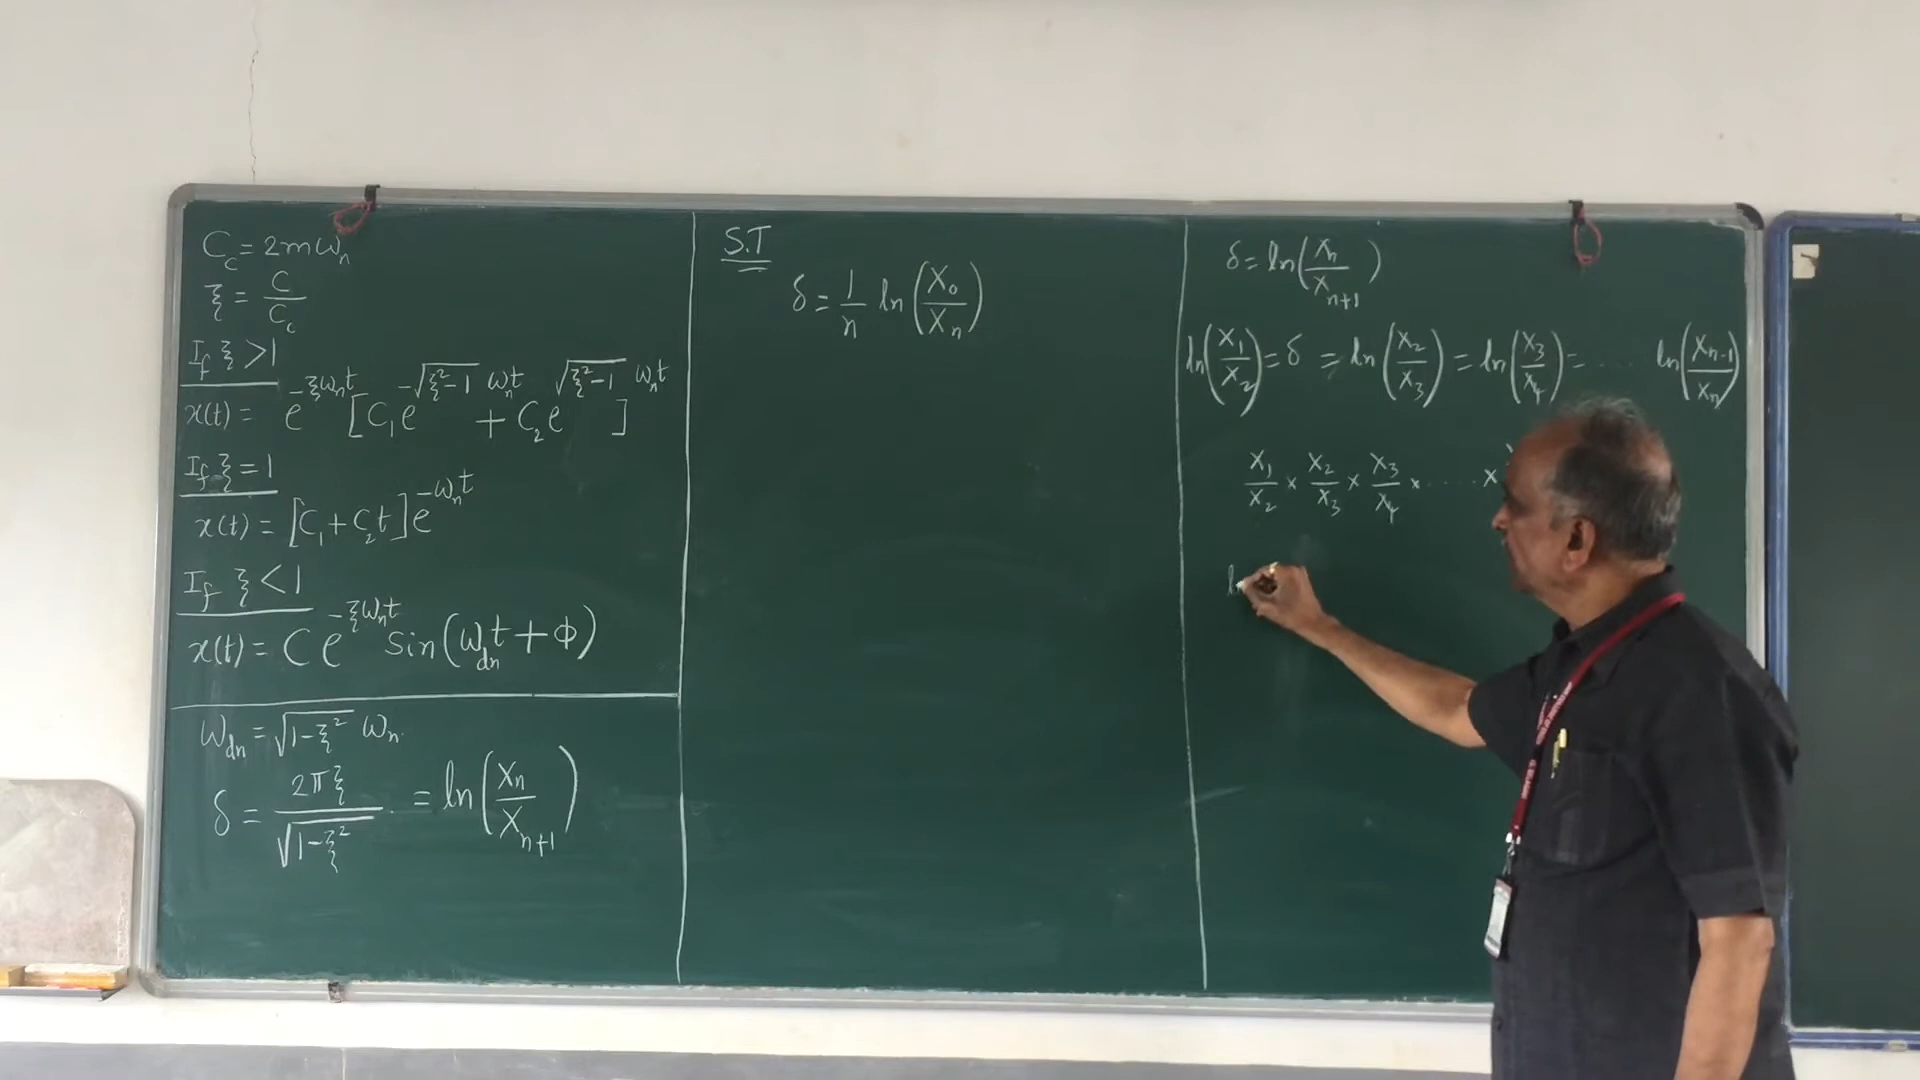 C_c = 2mω_n
ξ = C/C_c
If ξ > 1
x(t) = e^{-ξω_n t} [C_1 e^{-√(ξ²-1) ω_n t} + C_2 e^{√(ξ²-1) ω_n t}]
If ξ = 1
x(t) = [C_1 + C_2 t] e^{-ω_n t}
If ξ < 1
x(t) = C e^{-ξω_n t} Sin(ω_dn t + Φ)
ω_dn = √(1-ξ²) ω_n.
δ = 2πξ/√(1-ξ²) . = ln(X_n/X_{n+1})
S.T
δ = 1/n ln(X_0/X_n)
δ = ln(X_n/X_{n+1})
ln(X_1/X_2) = δ = ln(X_2/X_3) = ln(X_3/X_4) = ..... ln(X_{n-1}/X_n)
X_1/X_2 × X_2/X_3 × X_3/X_4 × ..... ×
ln